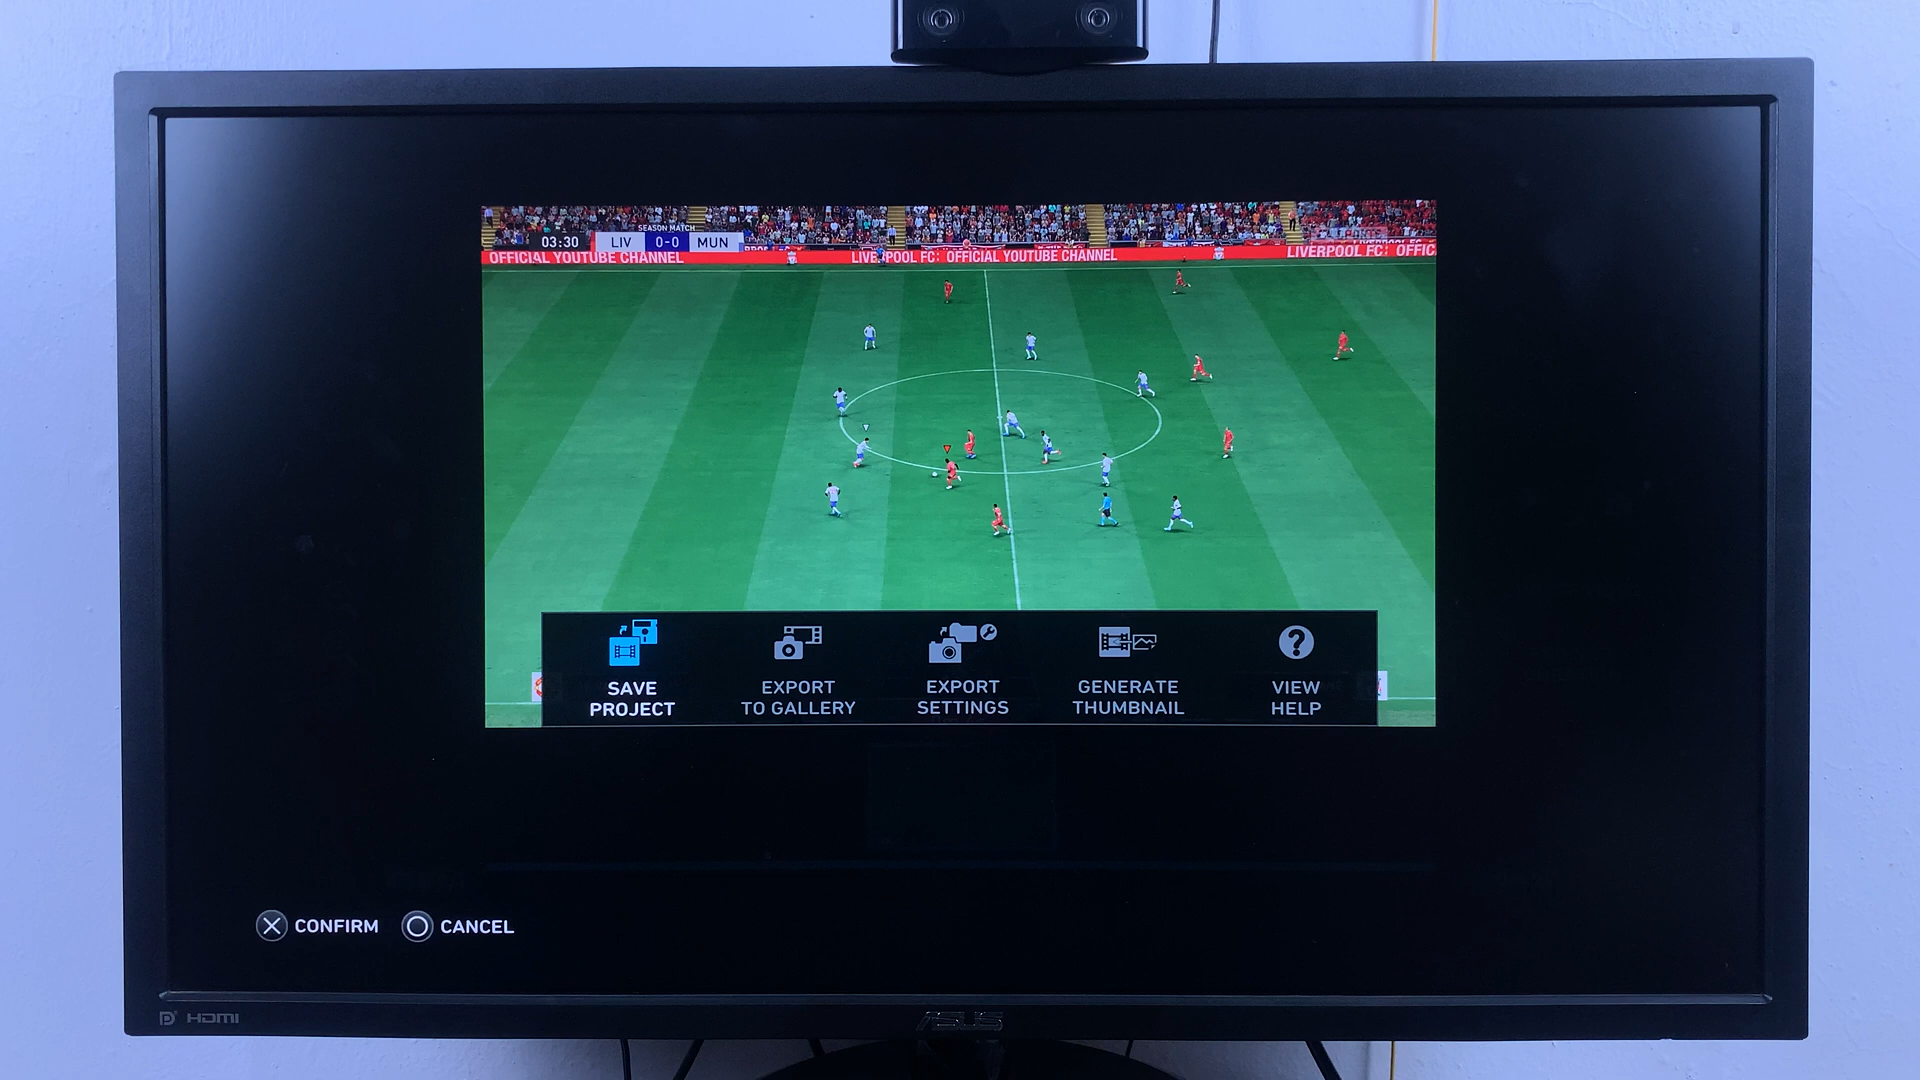 SEASON MATCH
03:30 LIV 0-0 MUN
OFFICIAL YOUTUBE CHANNEL LIVERPOOL FC: OFFICIAL YOUTUBE CHANNEL LIVERPOOL FC: OFFIC
SAVE
PROJECT
EXPORT
TO GALLERY
EXPORT
SETTINGS
GENERATE
THUMBNAIL
VIEW
HELP
CONFIRM CANCEL
HDMI
ASUS